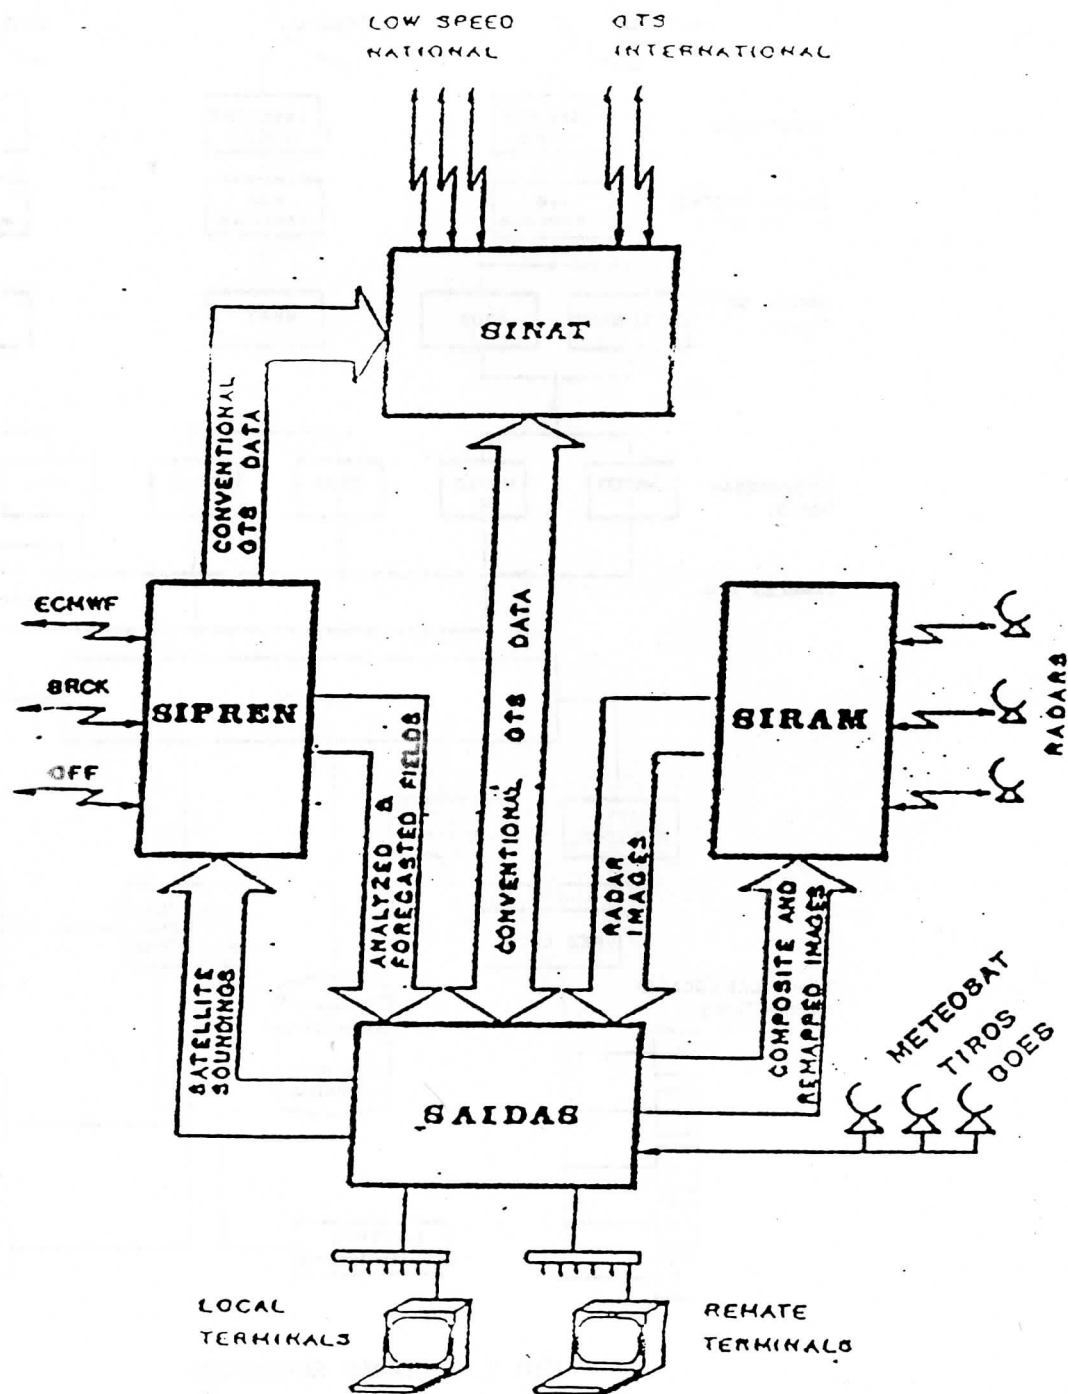 LOW SPEED
NATIONAL
GTS
INTERNATIONAL
SINAT
CONVENTIONAL
GTS DATA
ECMWF
BRCK
OFF
SIPREN
ANALYZED &
FORECASTED FIELDS
CONVENTIONAL GTS DATA
RADAR
IMAGES
SIRAM
RADARS
SATELLITE
SOUNDINGS
COMPOSITE AND
REMAPPED IMAGES
METEOSAT
TIROS
GOES
SAIDAS
LOCAL
TERMINALS
REMATE
TERMINALS